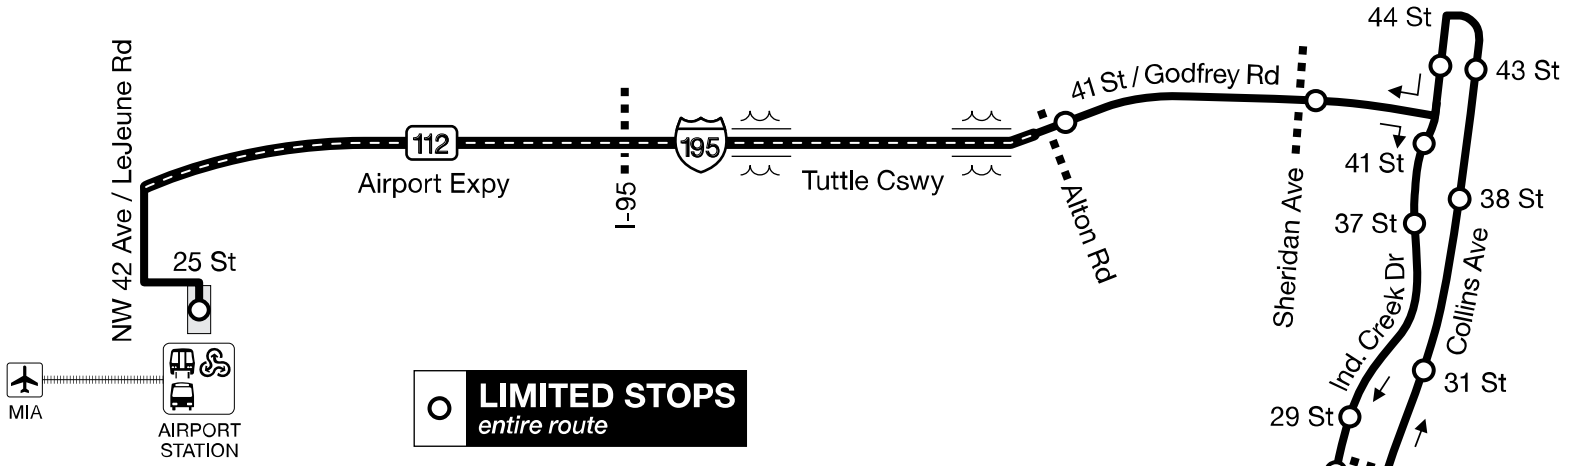 44 St
43 St
41 St / Godfrey Rd
NW 42 Ave / LeJeune Rd
112
195
41 St
Airport Expy
Tuttle Cswy
I-95
Alton Rd
Sheridan Ave
38 St
37 St
25 St
Ind. Creek Dr
Collins Ave
MIA
AIRPORT
STATION
LIMITED STOPS
entire route
31 St
29 St